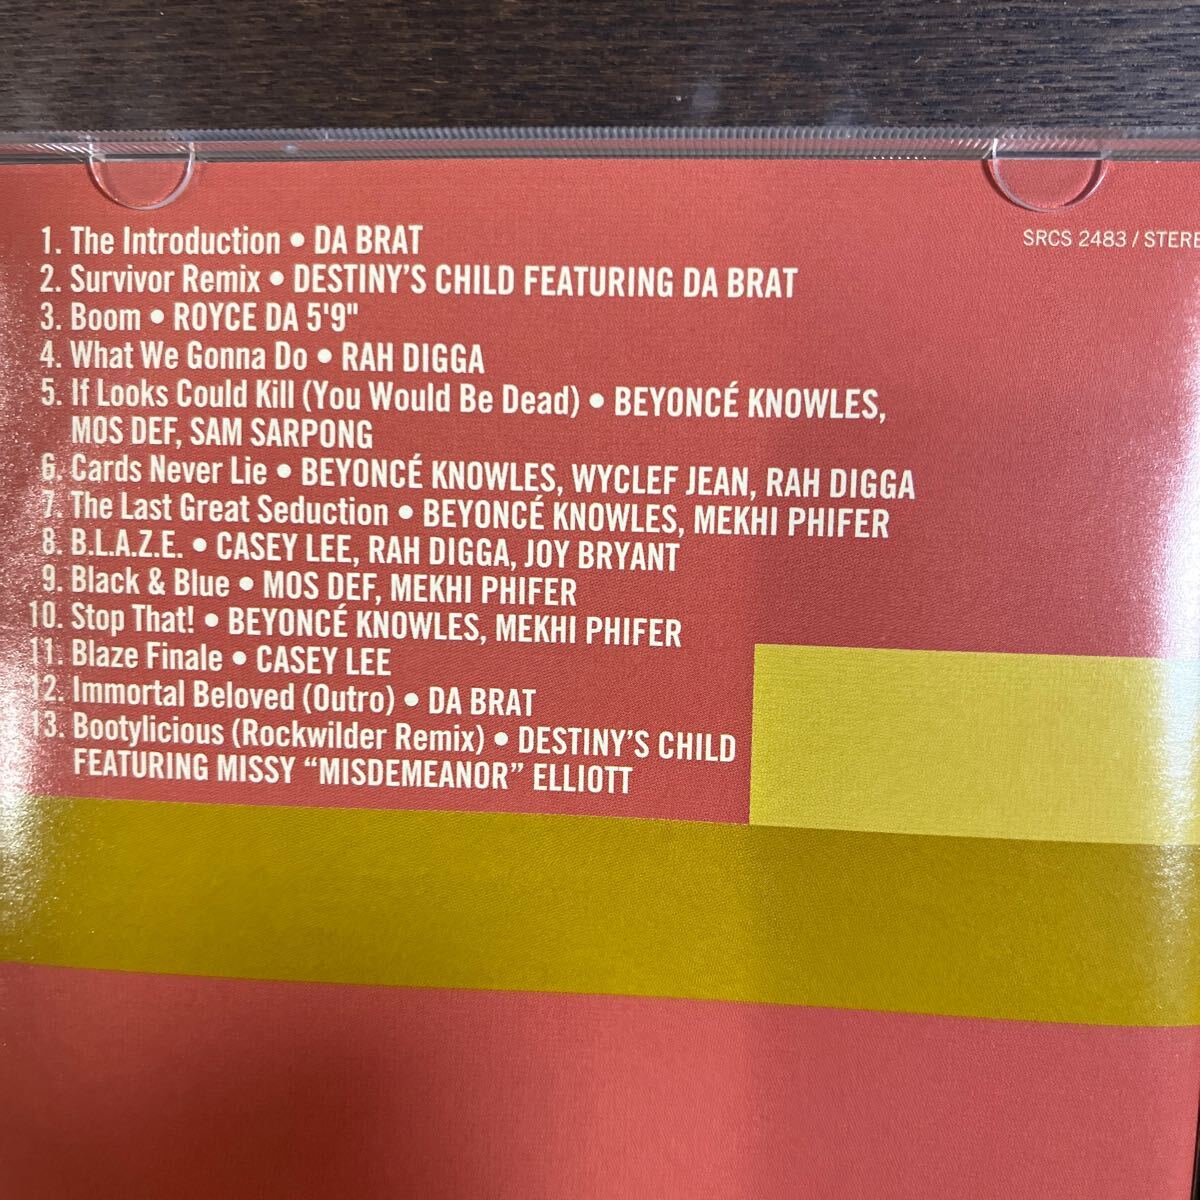 1. The Introduction • DA BRAT
SRCS 2483 / STERE
2. Survivor Remix • DESTINY'S CHILD FEATURING DA BRAT
3. Boom • ROYCE DA 5'9"
4. What We Gonna Do • RAH DIGGA
5. If Looks Could Kill (You Would Be Dead) • BEYONCÉ KNOWLES,
MOS DEF, SAM SARPONG
6. Cards Never Lie • BEYONCÉ KNOWLES, WYCLEF JEAN, RAH DIGGA
7. The Last Great Seduction • BEYONCÉ KNOWLES, MEKHI PHIFER
8. B.L.A.Z.E. • CASEY LEE, RAH DIGGA, JOY BRYANT
9. Black & Blue • MOS DEF, MEKHI PHIFER
10. Stop That! • BEYONCÉ KNOWLES, MEKHI PHIFER
11. Blaze Finale • CASEY LEE
12. Immortal Beloved (Outro) • DA BRAT
13. Bootylicious (Rockwilder Remix) • DESTINY'S CHILD
FEATURING MISSY “MISDEMEANOR” ELLIOTT